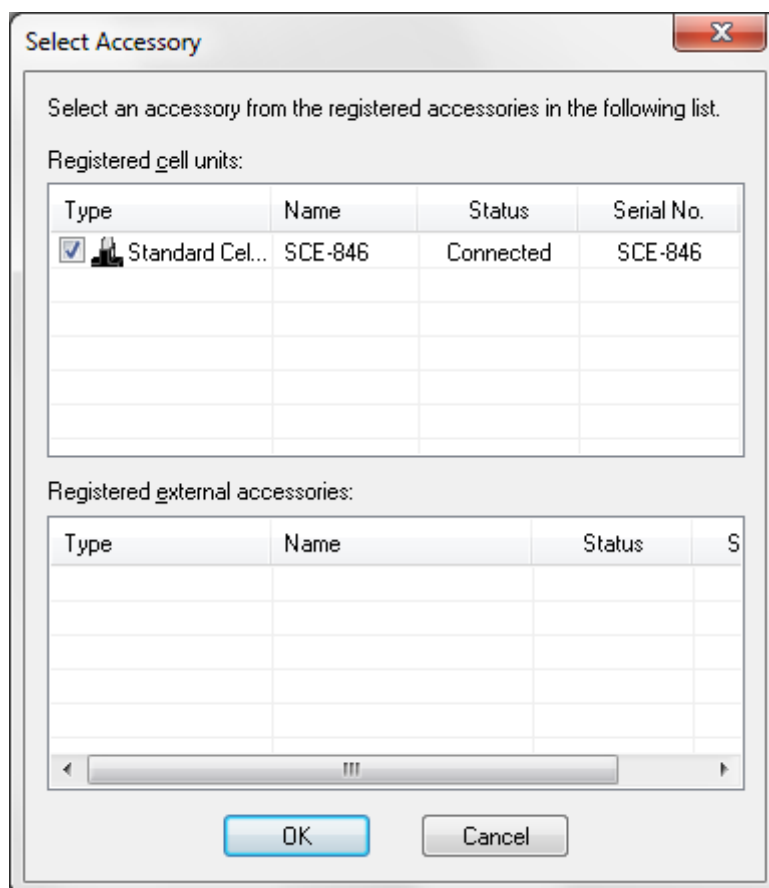 Select Accessory
Select an accessory from the registered accessories in the following list.
Registered cell units:
Type Name Status Serial No.
Standard Cel... SCE-846 Connected SCE-846
Registered external accessories:
Type Name Status S
OK Cancel